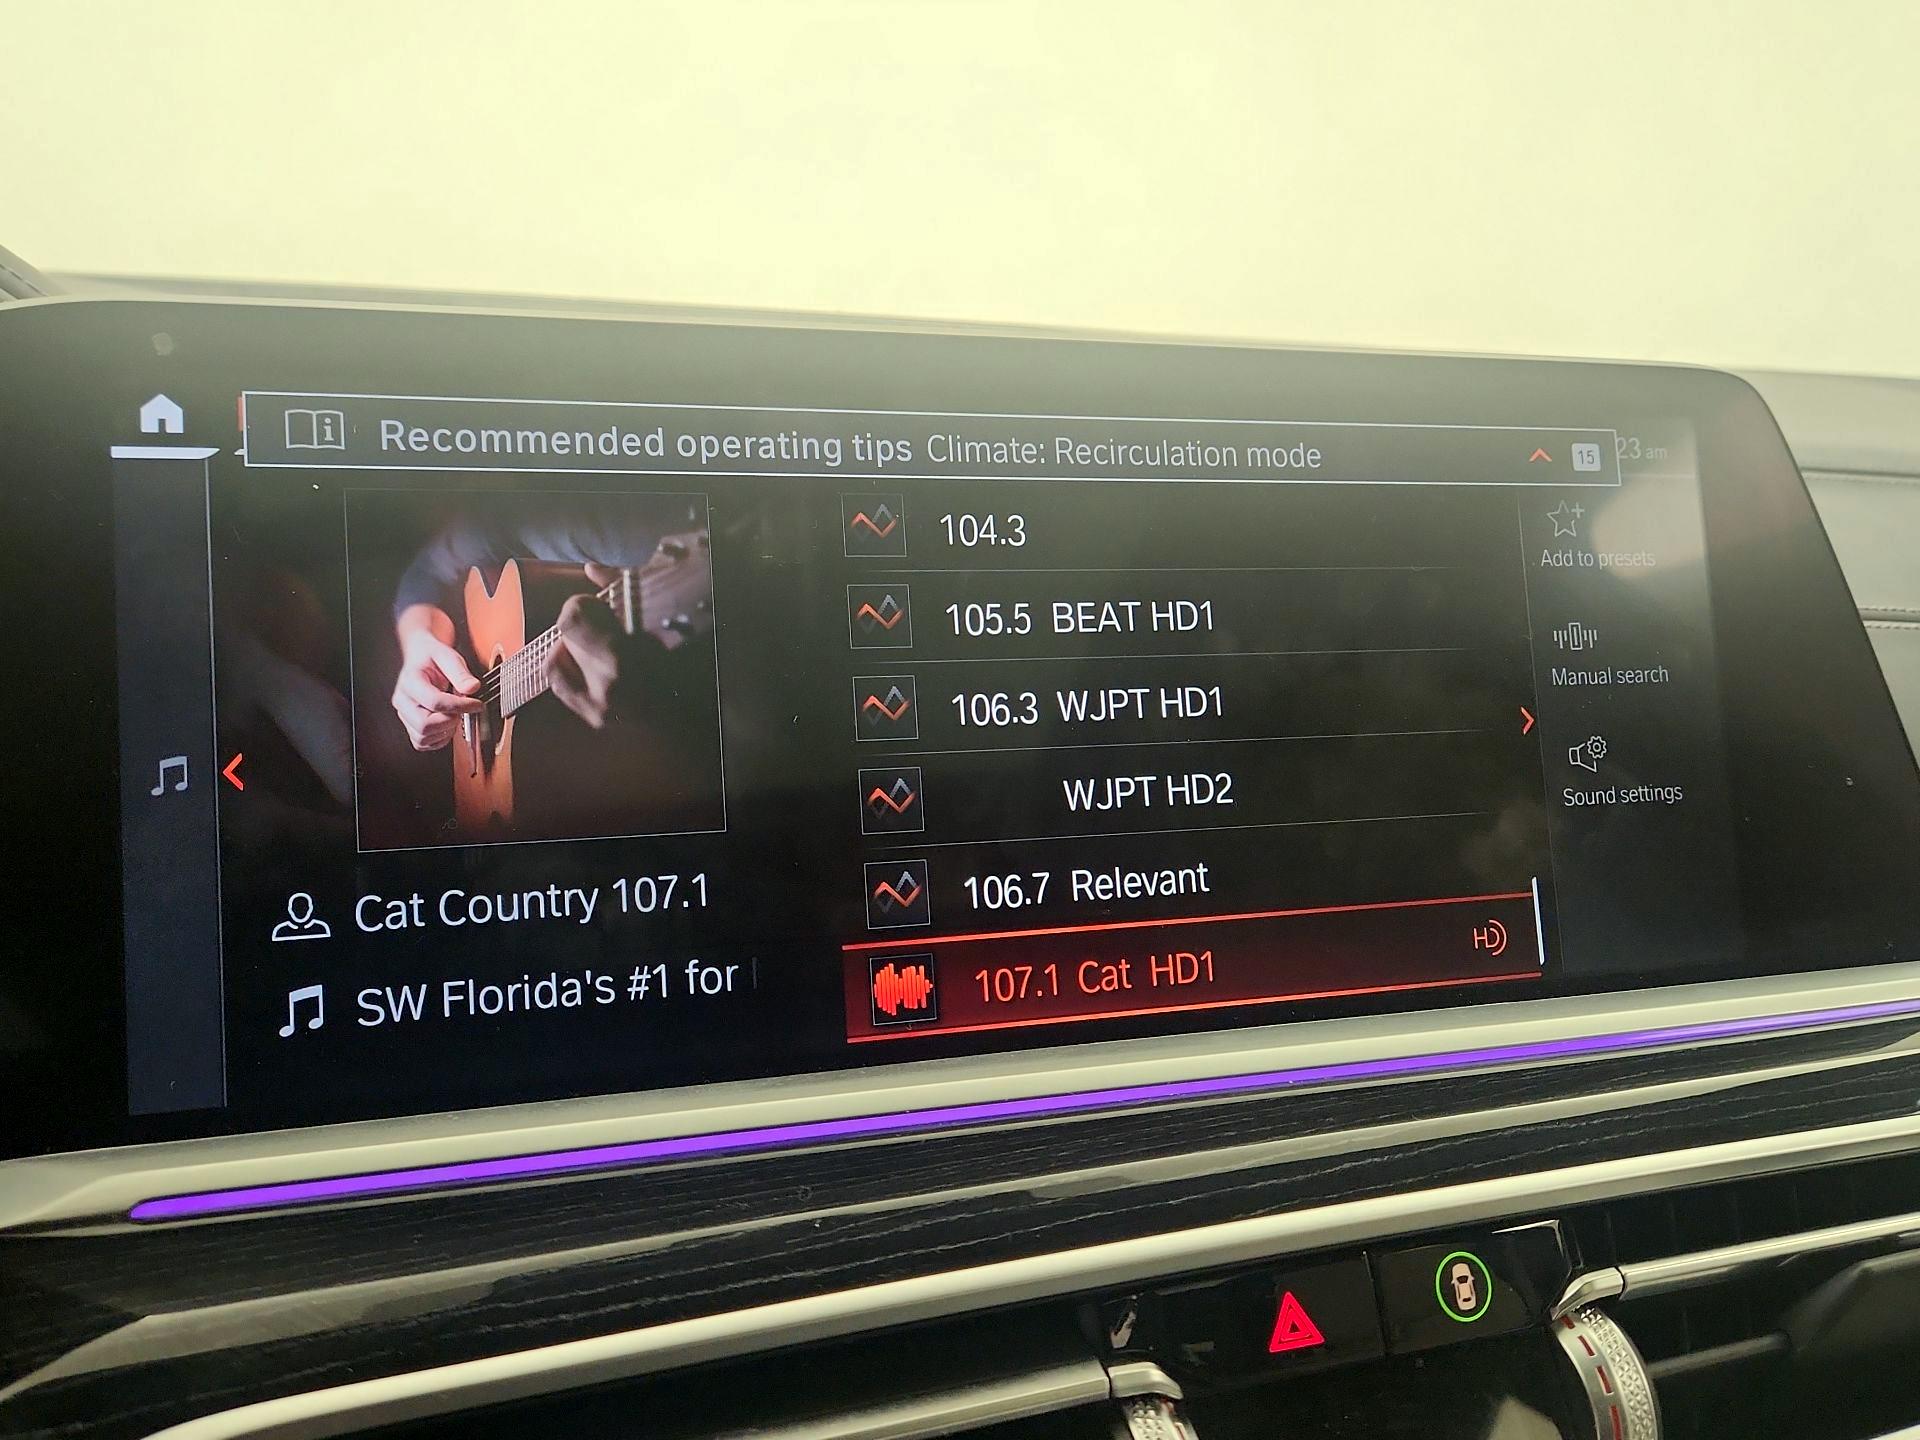 Recommended operating tips Climate: Recirculation mode
15
23 am
104.3
105.5 BEAT HD1
106.3 WJPT HD1
WJPT HD2
106.7 Relevant
107.1 Cat HD1
HD
Cat Country 107.1
SW Florida's #1 for
Add to presets
Manual search
Sound settings